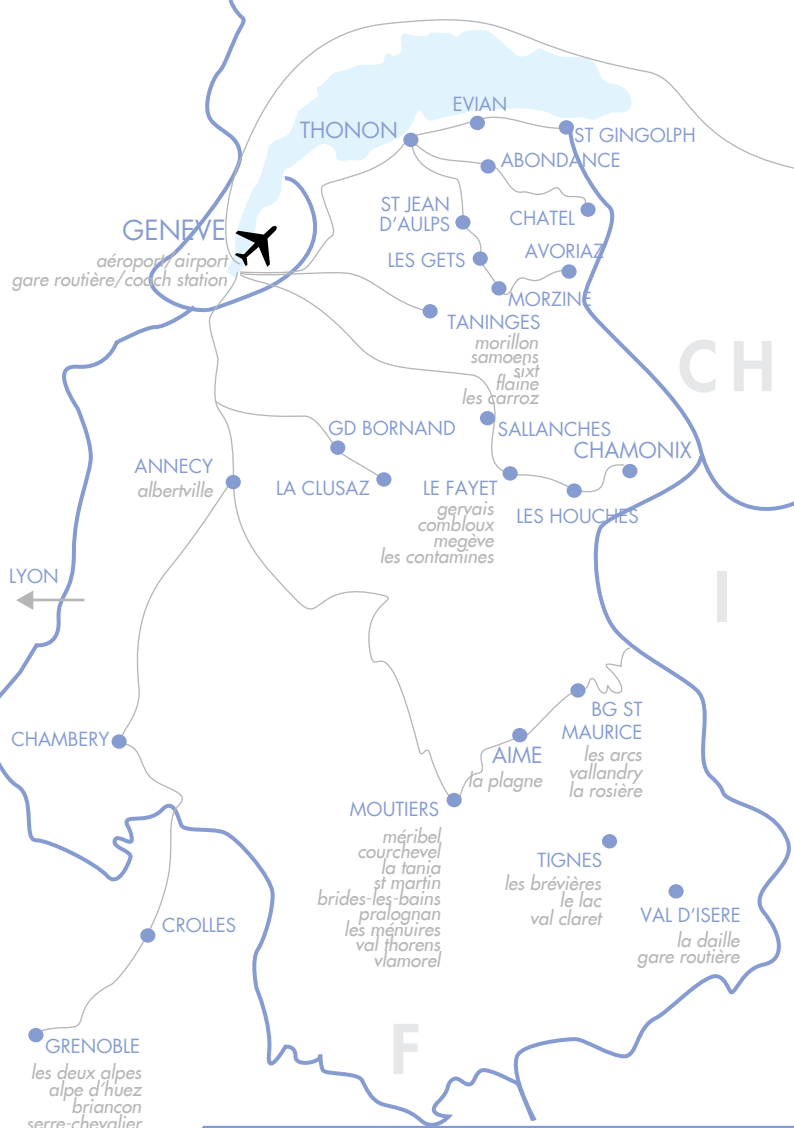 EVIAN
THONON
ST GINGOLPH
ABONDANCE
ST JEAN
D'AULPS
CHATEL
GENEVE
aéroport/airport
gare routière/coach station
LES GETS
AVORIAZ
MORZINE
TANINGES
morillon
samoens
sixt
flaine
les carroz
CH
GD BORNAND
SALLANCHES
CHAMONIX
ANNECY
albertville
LA CLUSAZ
LE FAYET
gervais
combloux
megève
les contamines
LES HOUCHES
LYON
I
BG ST
MAURICE
les arcs
vallandry
la rosière
CHAMBERY
AIME
la plagne
MOUTIERS
méribel
courchevel
la tania
st martin
brides-les-bains
pralognan
les ménuires
val thorens
vlamorel
TIGNES
les brévières
le lac
val claret
VAL D'ISERE
la daille
gare routière
CROLLES
F
GRENOBLE
les deux alpes
alpe d'huez
briancon
serre-chevalier